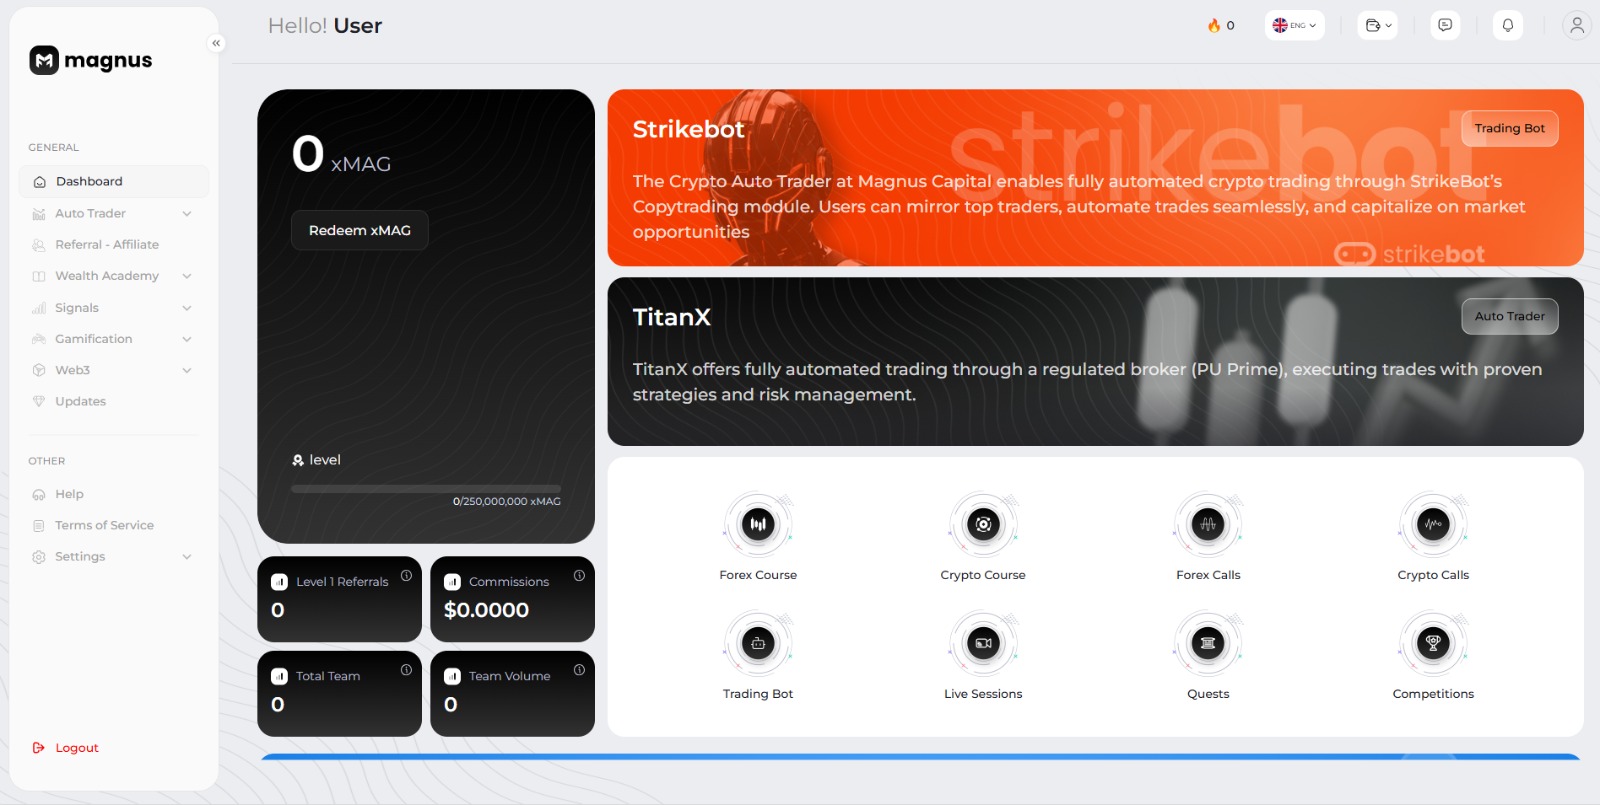 magnus
Hello! User
0
ENG
GENERAL
Dashboard
Auto Trader
Referral - Affiliate
Wealth Academy
Signals
Gamification
Web3
Updates
OTHER
Help
Terms of Service
Settings
Logout
0 xMAG
Redeem xMAG
level
0/250,000,000 xMAG
Level 1 Referrals
0
Commissions
$0.0000
Total Team
0
Team Volume
0
strikebot
Strikebot
Trading Bot
The Crypto Auto Trader at Magnus Capital enables fully automated crypto trading through StrikeBot’s
Copytrading module. Users can mirror top traders, automate trades seamlessly, and capitalize on market
opportunities
strikebot
TitanX
Auto Trader
TitanX offers fully automated trading through a regulated broker (PU Prime), executing trades with proven
strategies and risk management.
Forex Course
Crypto Course
Forex Calls
Crypto Calls
Trading Bot
Live Sessions
Quests
Competitions